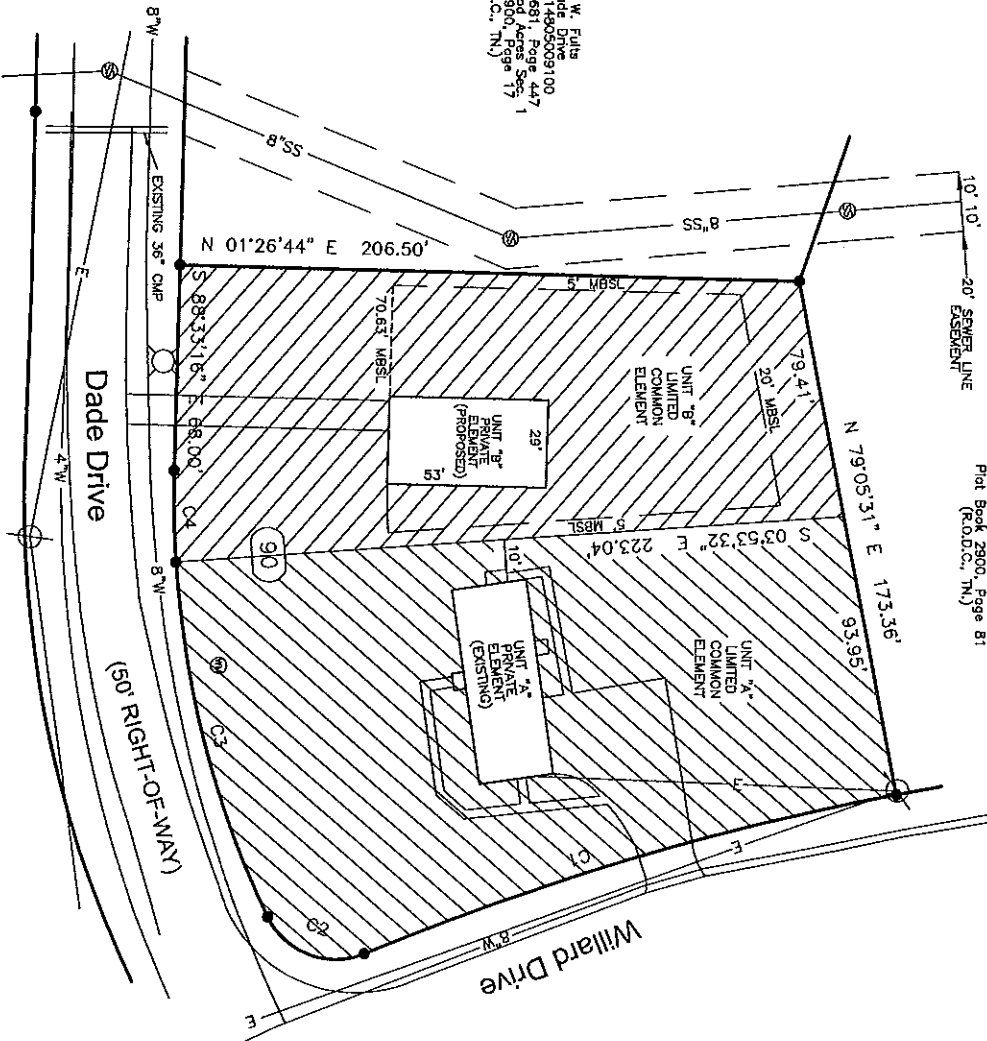 W. Fults
de Drive
14805009100
681, Page 447
d Acres Sec. 1
900, Page 17
.C., TN.)
10' 10'
20' SEWER LINE
EASEMENT
Plat Book 2900, Page 81
(R.O.D.C., TN.)
8"W
8"SS
8"SS
EXISTING 36" CMP
E
N 01°26'44" E 206.50'
S 88°33'16" E 68.00'
5' MBSL
70.63' MBSL
20' MBSL
79.41'
N 79°05'31" E 173.36'
93.95'
UNIT "B"
LIMITED
COMMON
ELEMENT
UNIT "B"
PRIVATE
ELEMENT
(PROPOSED)
29'
53'
5' MBSL
S 03°53'32" E 223.04'
10'
90
UNIT "A"
LIMITED
COMMON
ELEMENT
UNIT "A"
PRIVATE
ELEMENT
(EXISTING)
E
E
C1
C2
C3
C4
8"W
8"W
4"W
Dade Drive
(50' RIGHT-OF-WAY)
Willard Drive
E